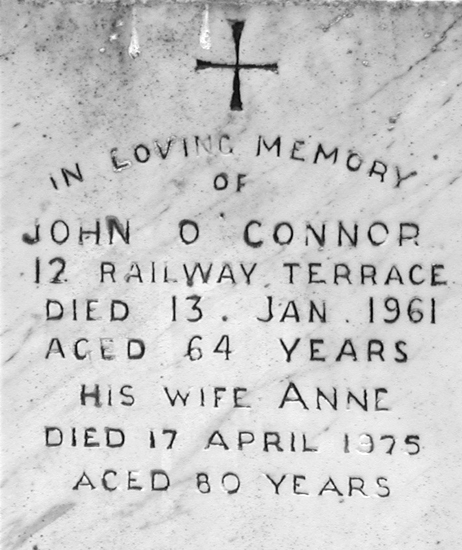 IN LOVING MEMORY
OF
JOHN O'CONNOR
12 RAILWAY TERRACE
DIED 13. JAN. 1961
AGED 64 YEARS
HIS WIFE ANNE
DIED 17 APRIL 1975
AGED 80 YEARS